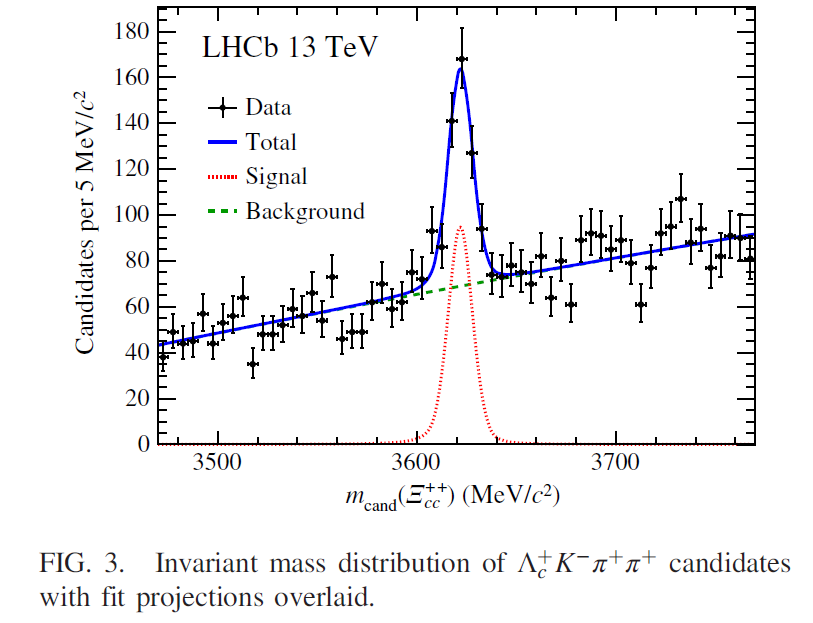 180
160
140
120
100
80
60
40
20
0
Candidates per 5 MeV/c²
LHCb 13 TeV
Data
Total
Signal
Background
3500 3600 3700
m_cand(Ξ_cc^++) (MeV/c²)
FIG. 3. Invariant mass distribution of Λ_c^+ K^− π^+ π^+ candidates
with fit projections overlaid.